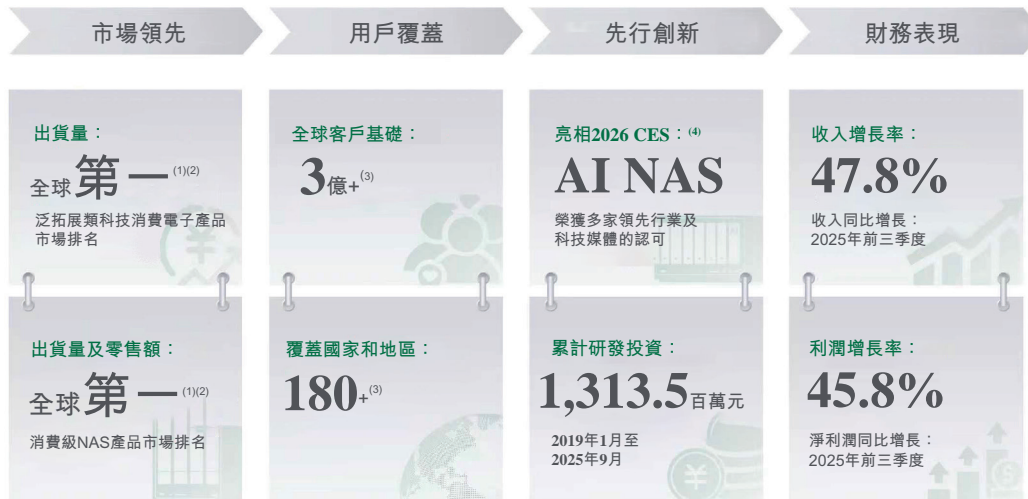 市場領先
用戶覆蓋
先行創新
財務表現
出貨量：
全球第一(1)(2)
泛拓展類科技消費電子產品
市場排名
全球客戶基礎：
3億+(3)
亮相2026 CES：(4)
AI NAS
榮獲多家領先行業及
科技媒體的認可
收入增長率：
47.8%
收入同比增長：
2025年前三季度
出貨量及零售額：
全球第一(1)(2)
消費級NAS產品市場排名
覆蓋國家和地區：
180+(3)
累計研發投資：
1,313.5百萬元
2019年1月至
2025年9月
利潤增長率：
45.8%
淨利潤同比增長：
2025年前三季度